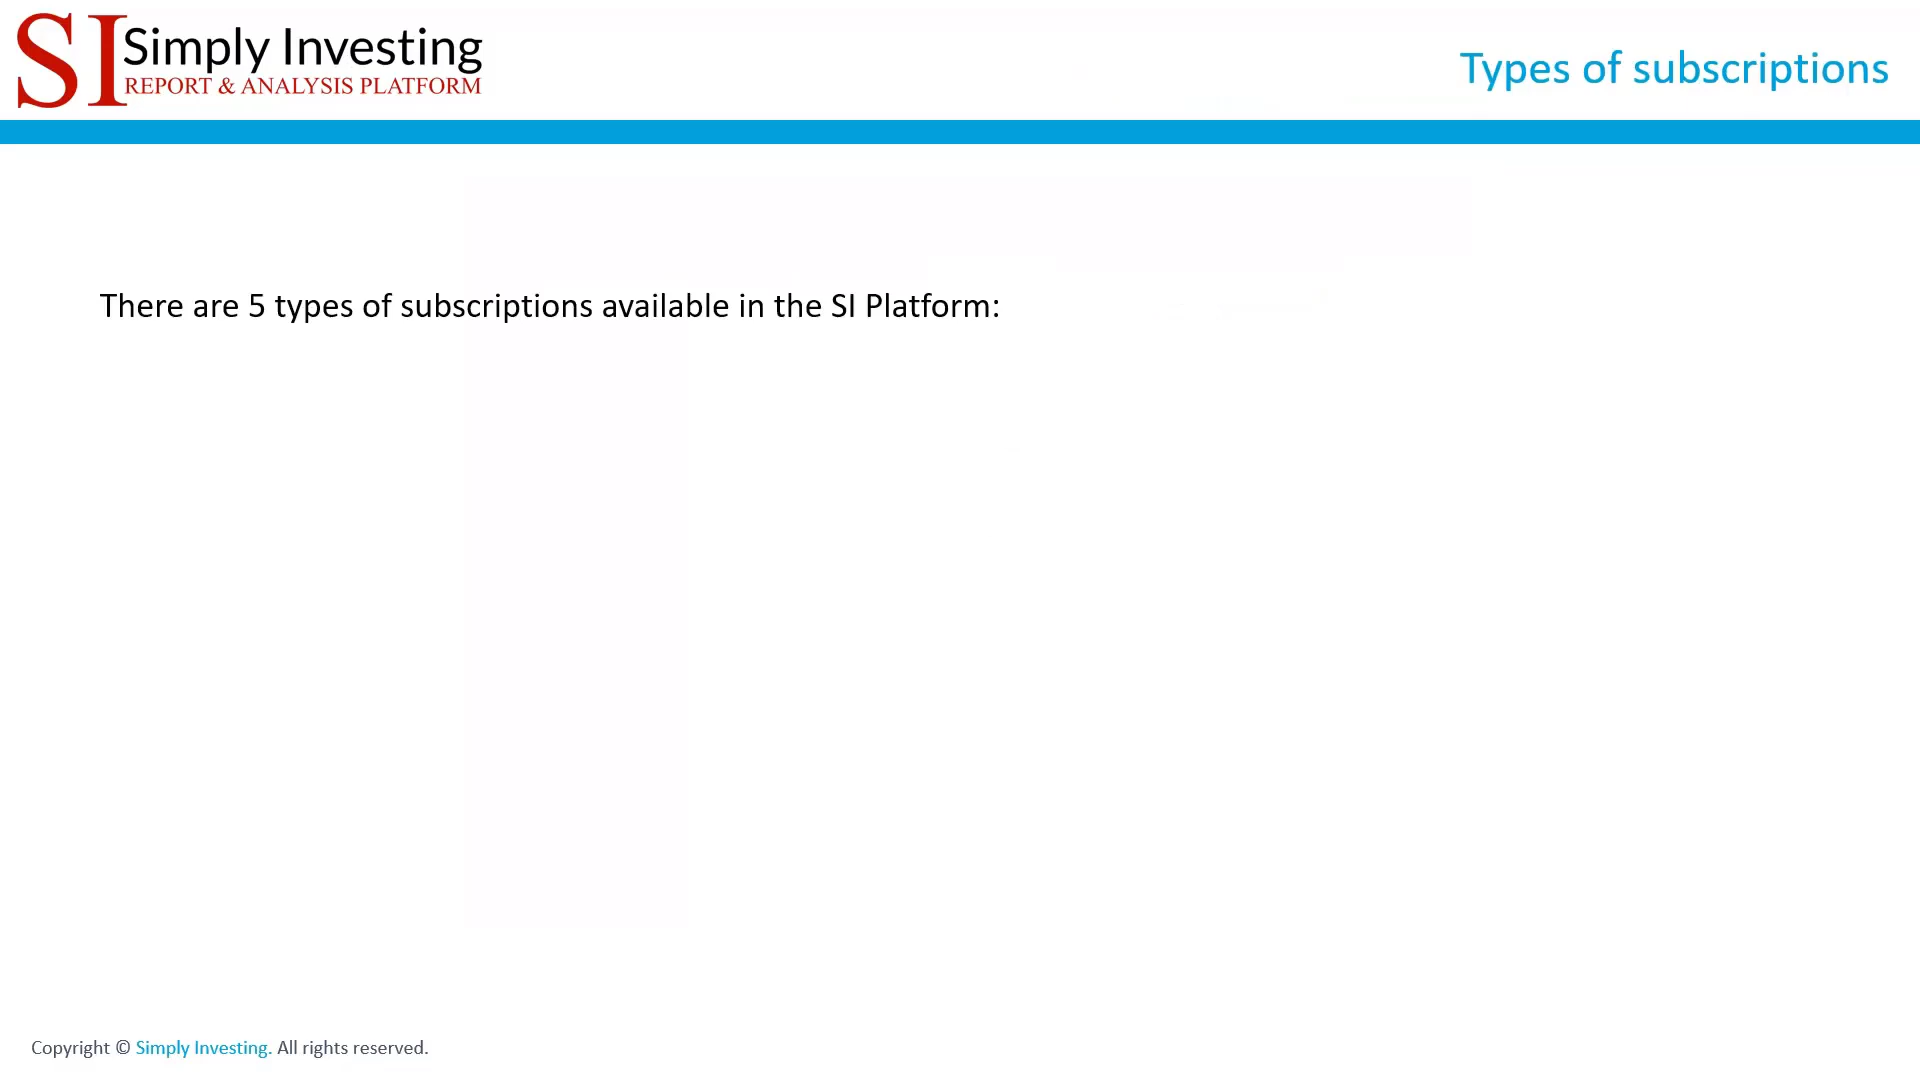 SI Simply Investing
REPORT & ANALYSIS PLATFORM
Types of subscriptions
There are 5 types of subscriptions available in the SI Platform:
Copyright © Simply Investing. All rights reserved.